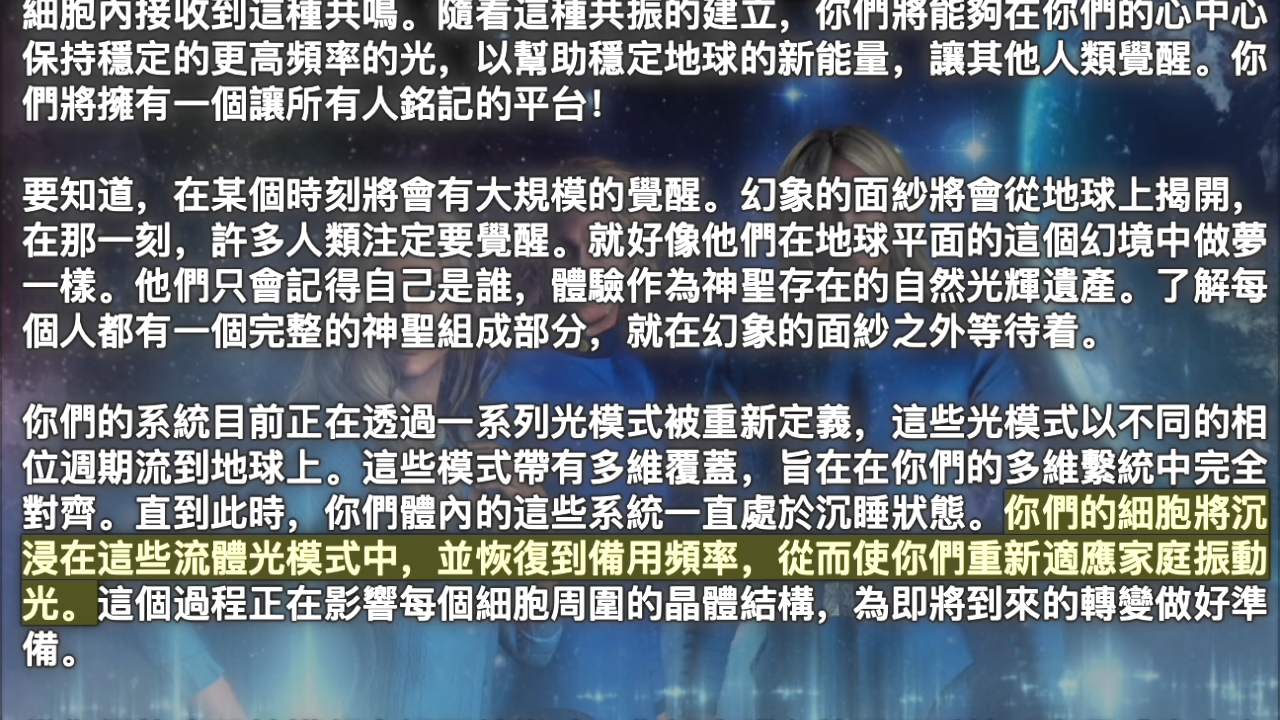 細胞內接收到這種共鳴。隨着這種共振的建立，你們將能夠在你們的心中心
保持穩定的更高頻率的光，以幫助穩定地球的新能量，讓其他人類覺醒。你
們將擁有一個讓所有人銘記的平台！
要知道，在某個時刻將會有大規模的覺醒。幻象的面紗將會從地球上揭開，
在那一刻，許多人類注定要覺醒。就好像他們在地球平面的這個幻境中做夢
一樣。他們只會記得自己是誰，體驗作為神聖存在的自然光輝遺產。了解每
個人都有一個完整的神聖組成部分，就在幻象的面紗之外等待着。
你們的系統目前正在透過一系列光模式被重新定義，這些光模式以不同的相
位週期流到地球上。這些模式帶有多維覆蓋，旨在在你們的多維繫統中完全
對齊。直到此時，你們體內的這些系統一直處於沉睡狀態。你們的細胞將沉
浸在這些流體光模式中，並恢復到備用頻率，從而使你們重新適應家庭振動
光。這個過程正在影響每個細胞周圍的晶體結構，為即將到來的轉變做好準
備。